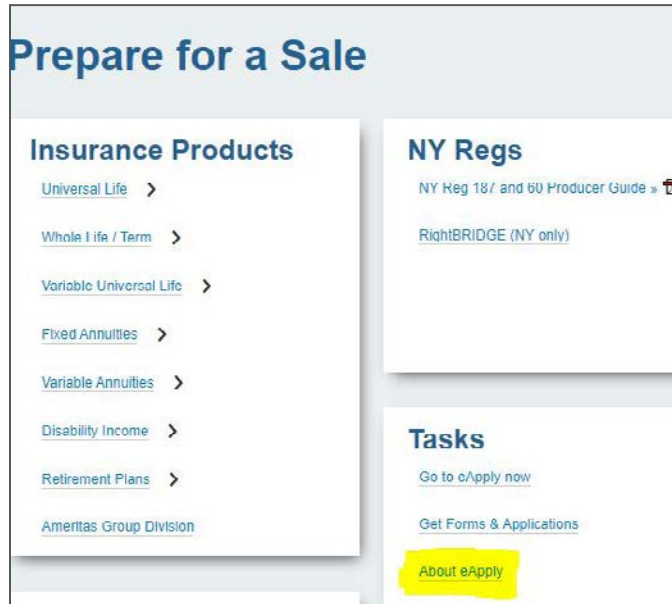 Prepare for a Sale
Insurance Products
Universal Life
Whole Life / Term
Variable Universal Life
Fixed Annuities
Variable Annuities
Disability Income
Retirement Plans
Ameritas Group Division
NY Regs
NY Reg 187 and 60 Producer Guide »
RightBRIDGE (NY only)
Tasks
Go to eApply now
Get Forms & Applications
About eApply